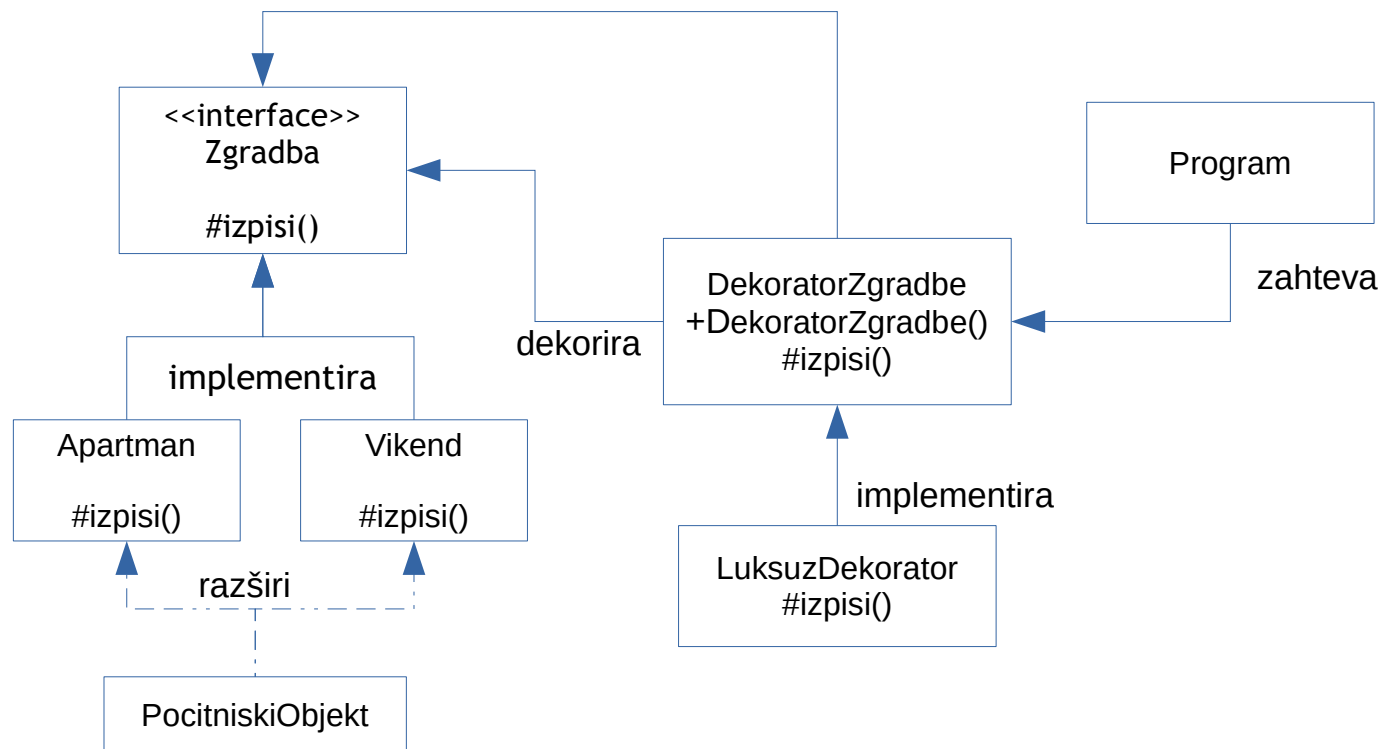 <<interface>>
Zgradba
#izpisi()
Program
zahteva
DekoratorZgradbe
+DekoratorZgradbe()
#izpisi()
dekorira
implementira
Apartman
#izpisi()
Vikend
#izpisi()
implementira
LuksuzDekorator
#izpisi()
razširi
PocitniskiObjekt